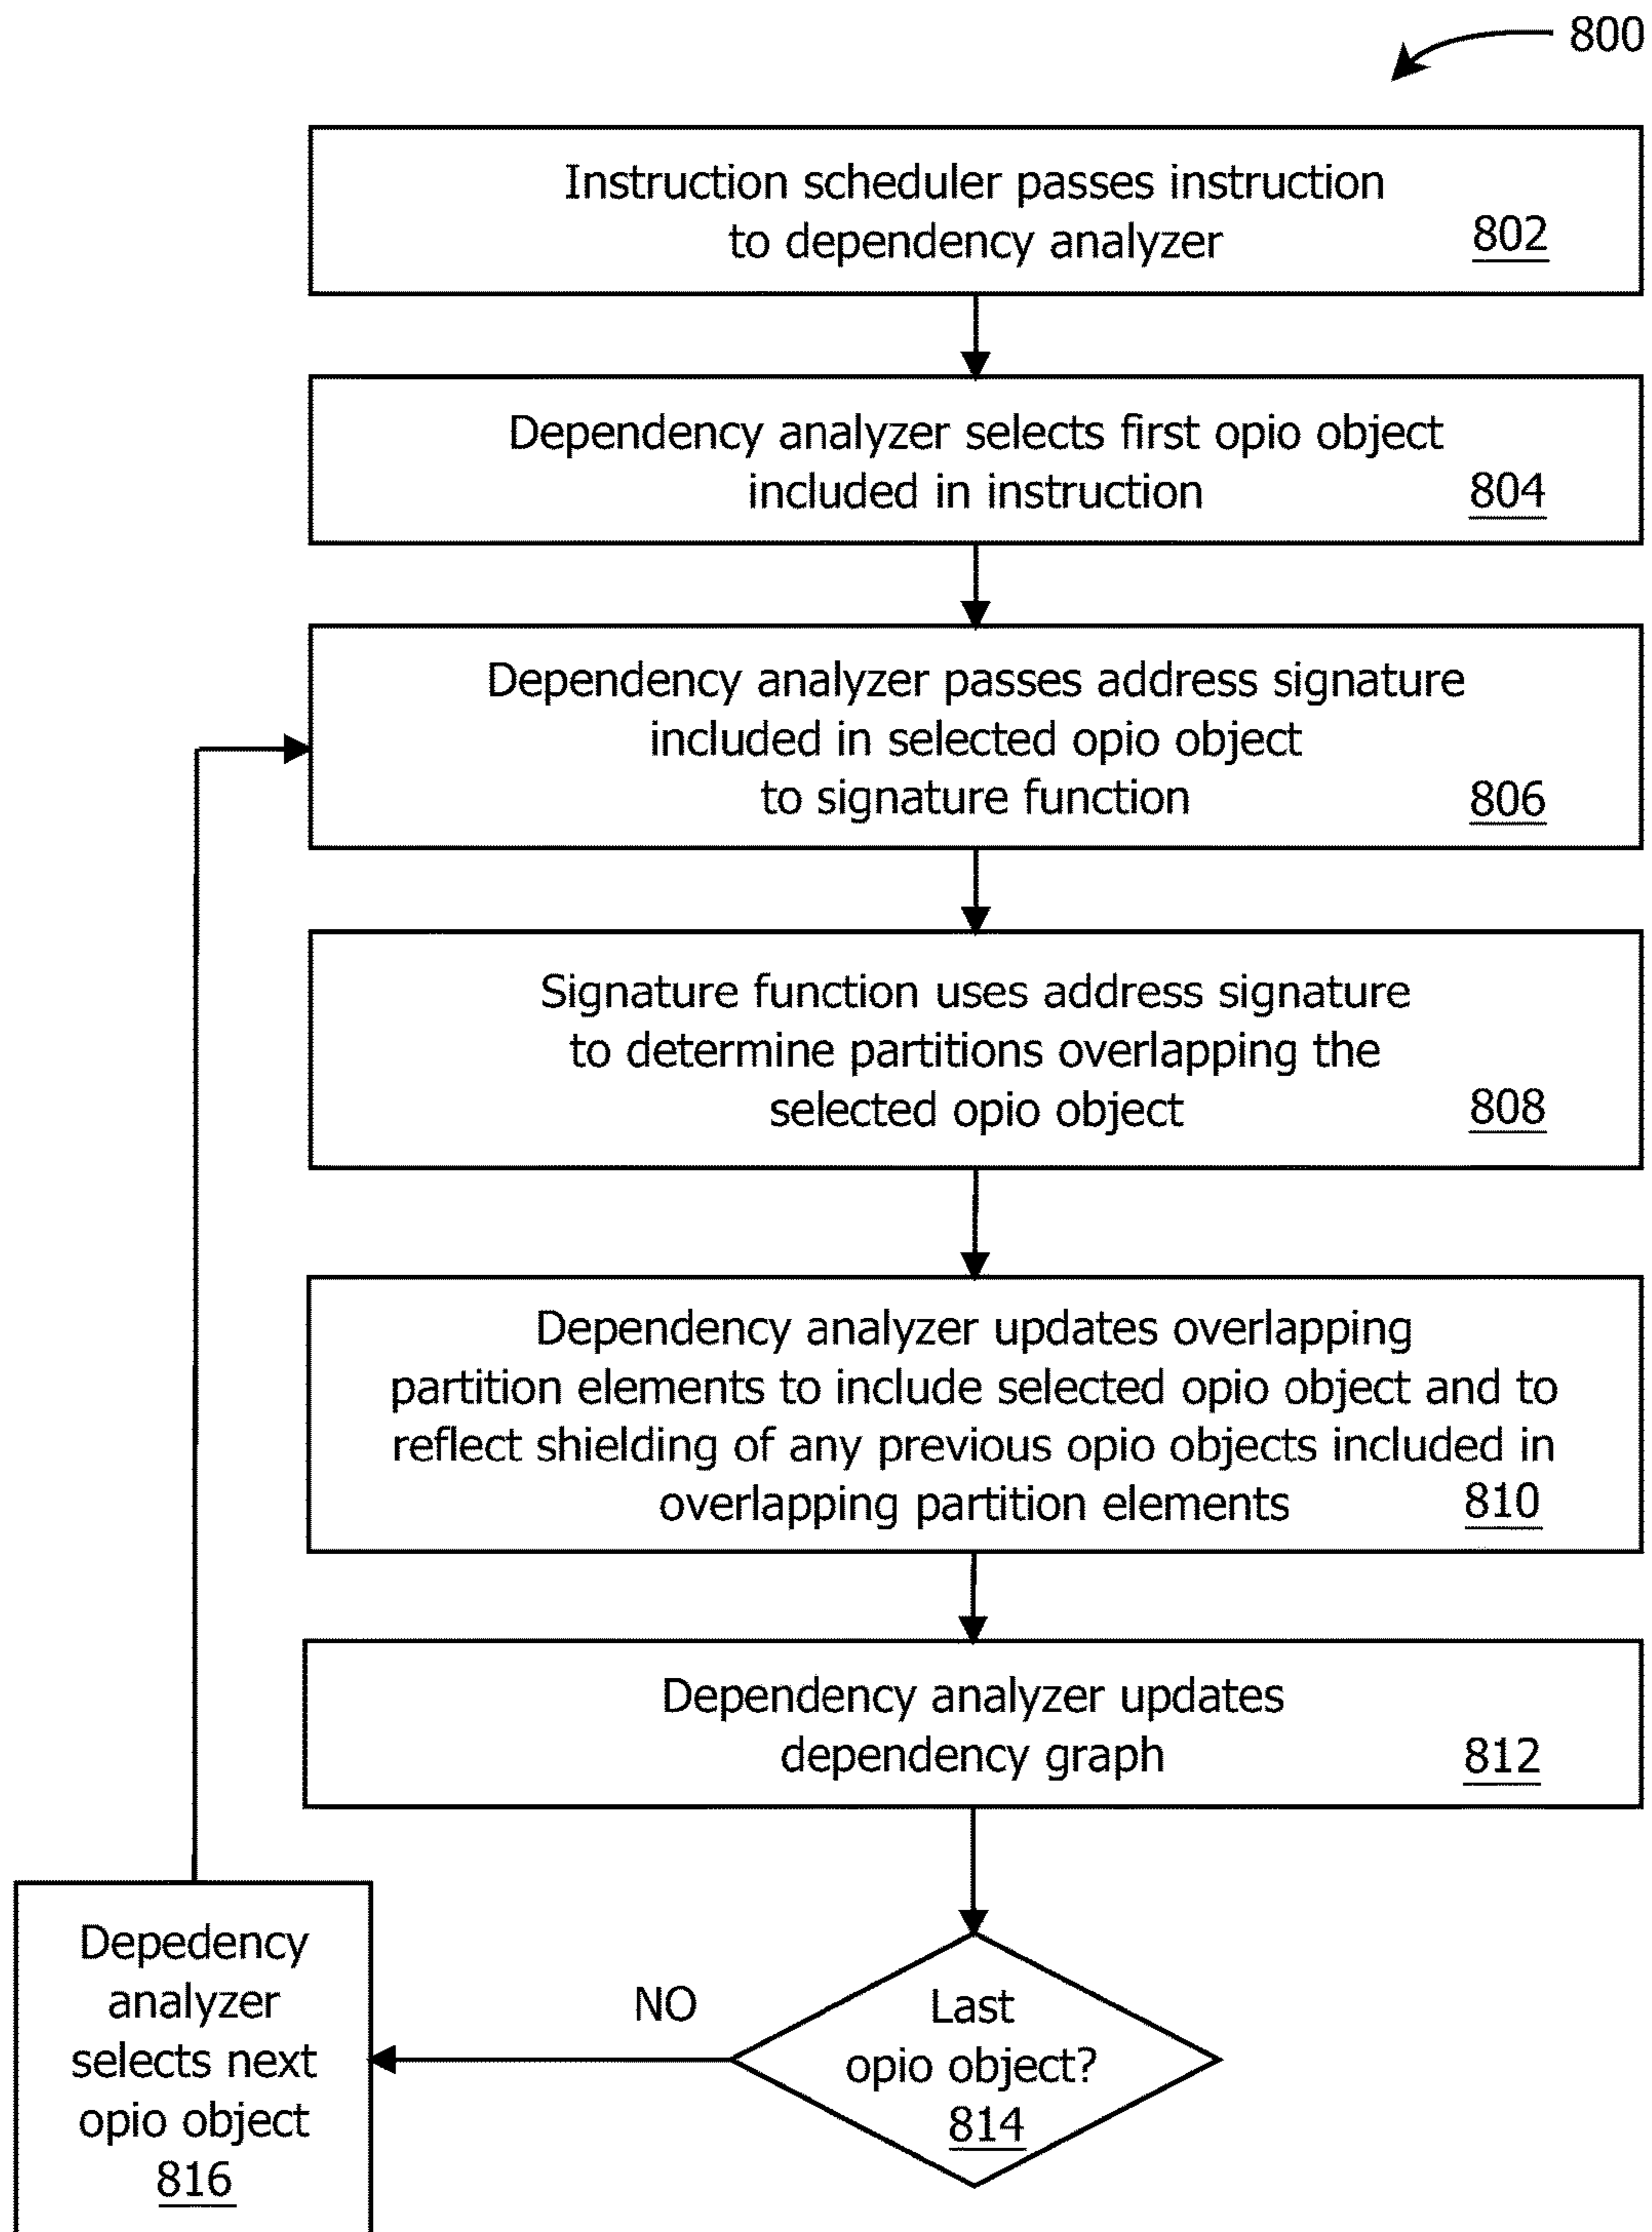 800
Instruction scheduler passes instruction
to dependency analyzer
802
Dependency analyzer selects first opio object
included in instruction
804
Dependency analyzer passes address signature
included in selected opio object
to signature function
806
Signature function uses address signature
to determine partitions overlapping the
selected opio object
808
Dependency analyzer updates overlapping
partition elements to include selected opio object and to
reflect shielding of any previous opio objects included in
overlapping partition elements
810
Dependency analyzer updates
dependency graph
812
Last
opio object?
814
NO
Depedency
analyzer
selects next
opio object
816